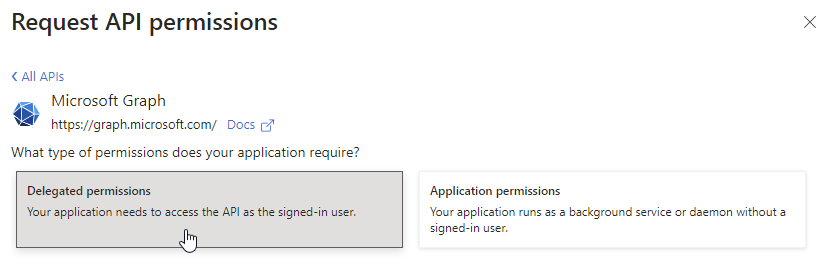 Request API permissions
All APIs
Microsoft Graph
https://graph.microsoft.com/ Docs
What type of permissions does your application require?
Delegated permissions
Your application needs to access the API as the signed-in user.
Application permissions
Your application runs as a background service or daemon without a
signed-in user.